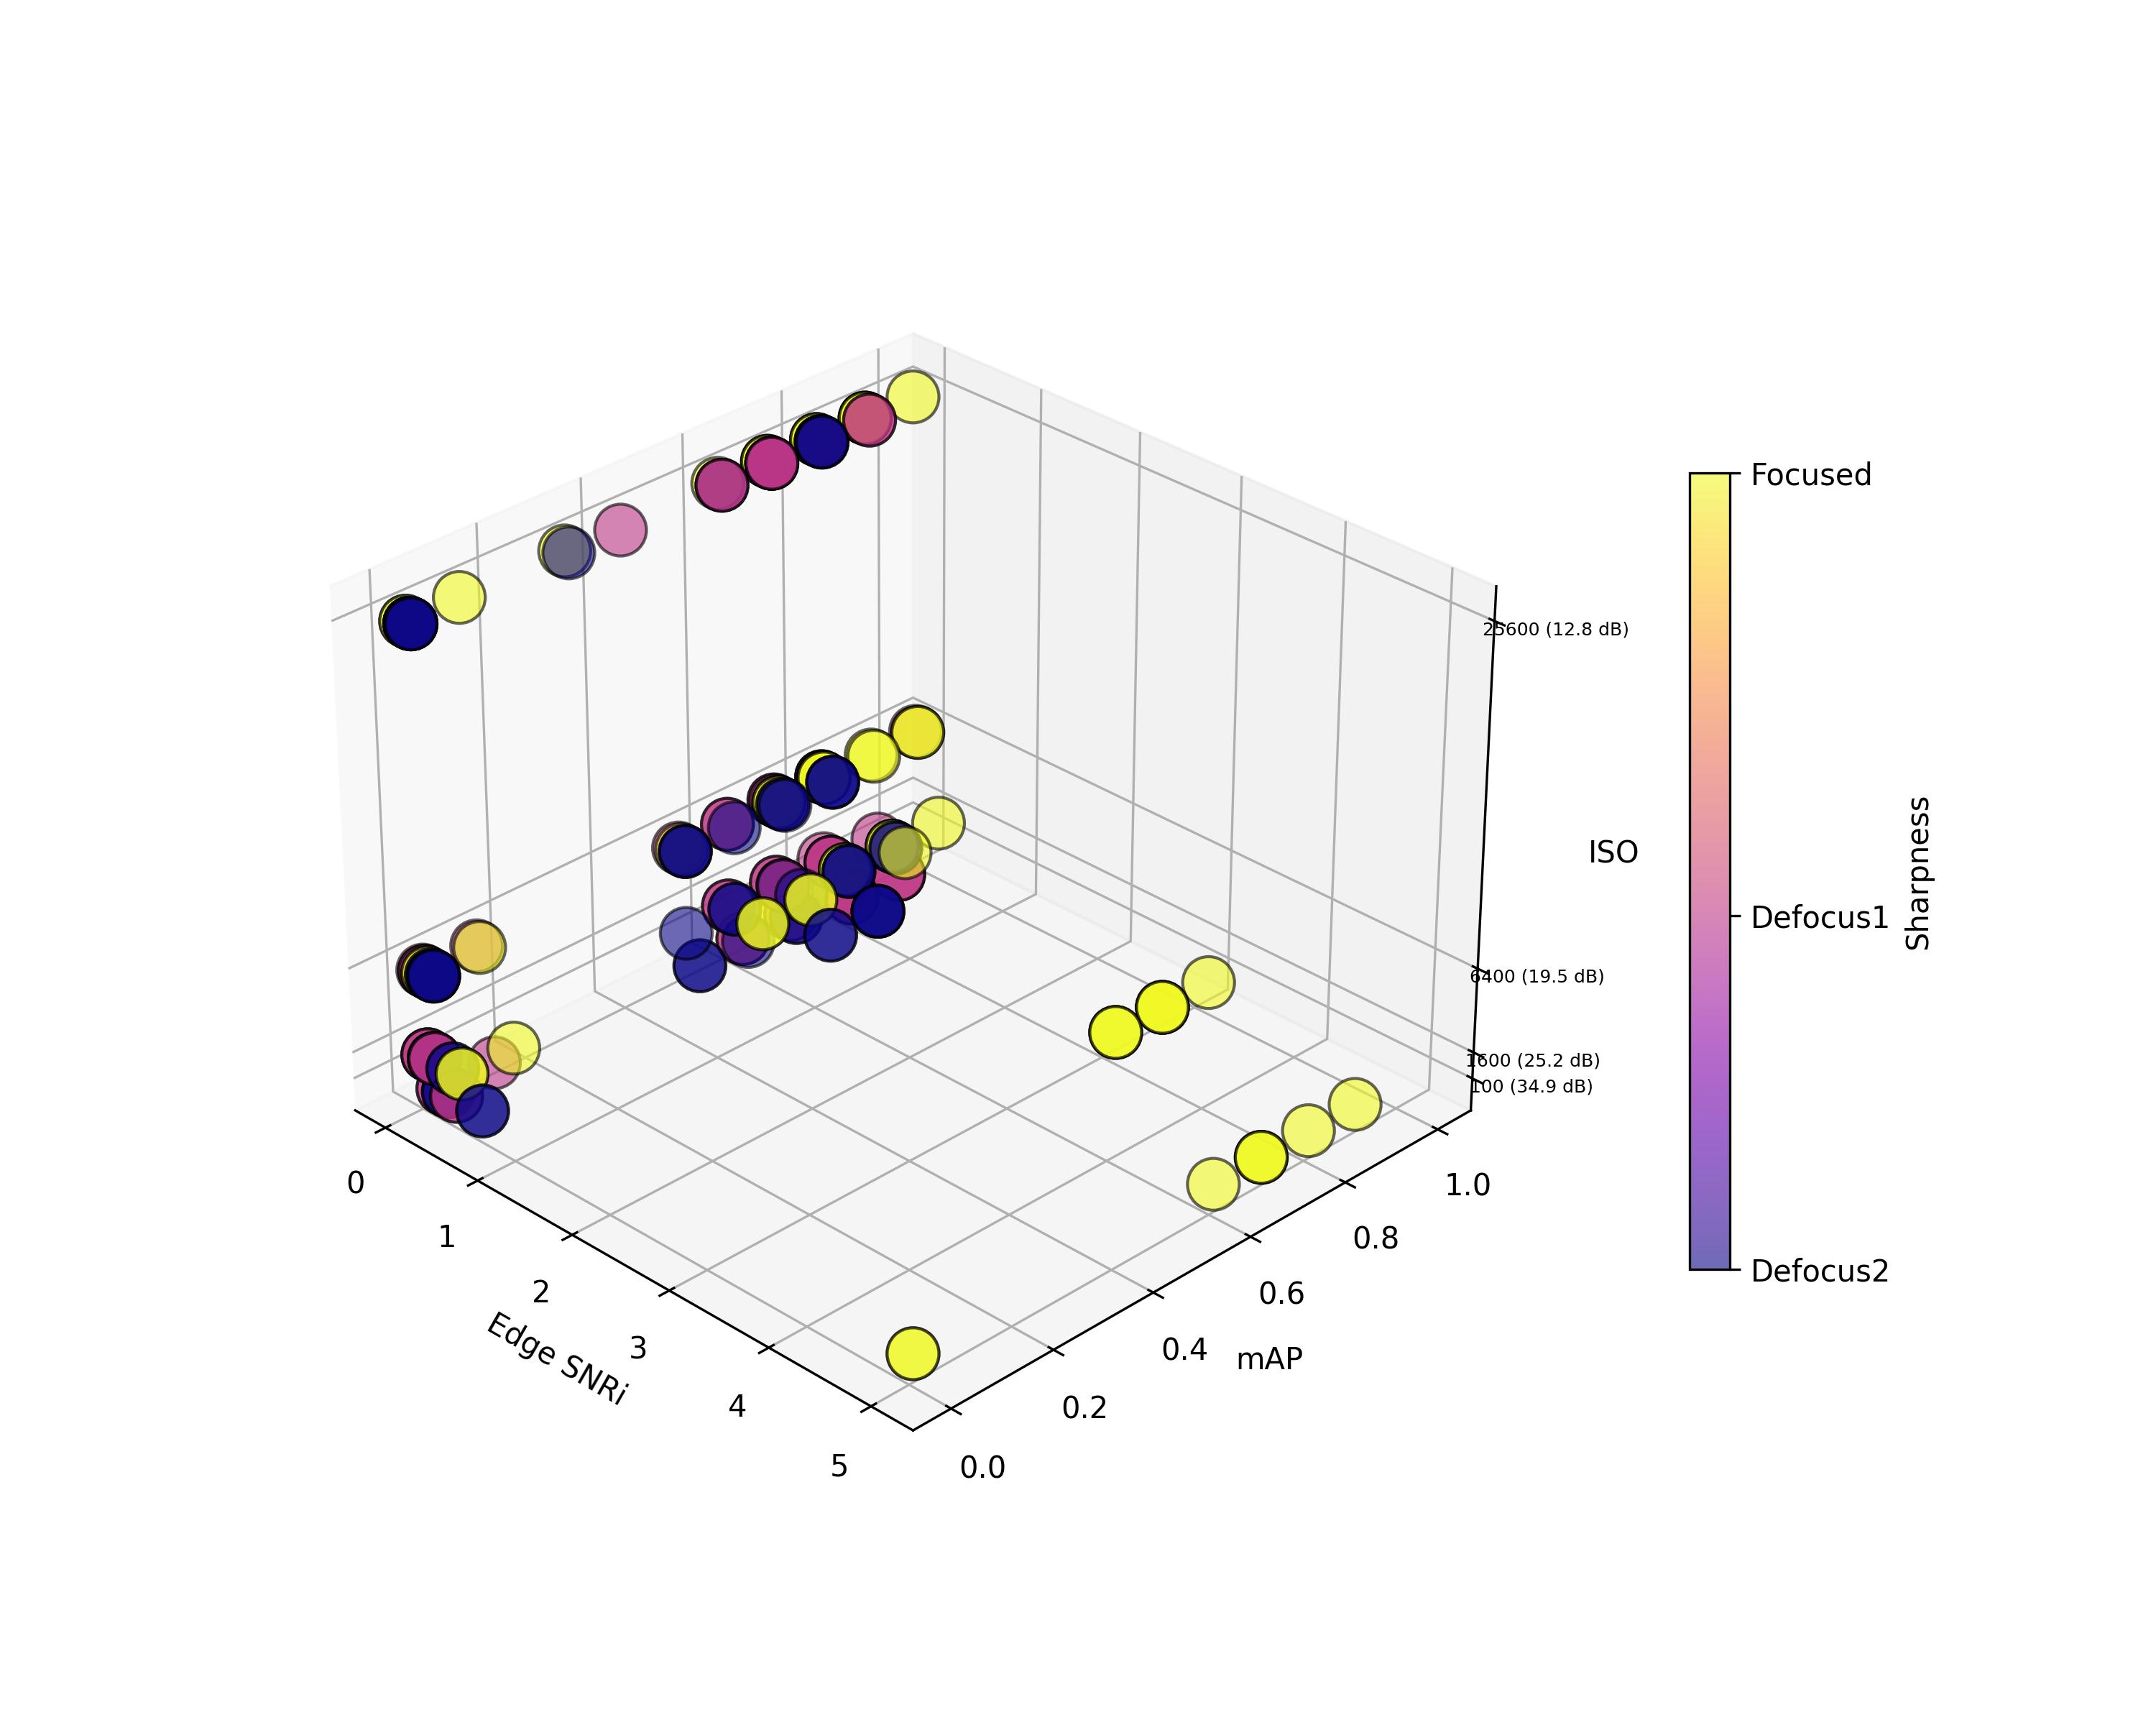 25600 (12.8 dB)
6400 (19.5 dB)
1600 (25.2 dB)
100 (34.9 dB)
ISO
0
1
2
3
4
5
Edge SNRi
0.0
0.2
0.4
0.6
0.8
1.0
mAP
Focused
Defocus1
Defocus2
Sharpness